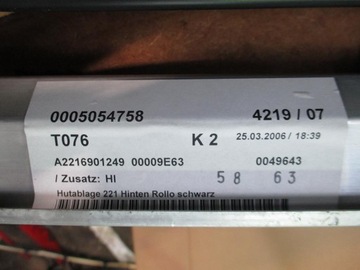 0005054758 4219 / 07
T076 K 2 25.03.2006 / 18:39
A2216901249 00009E63 0049643
/ Zusatz: HI 58 63
Hutablage 221 Hinten Rollo schwarz